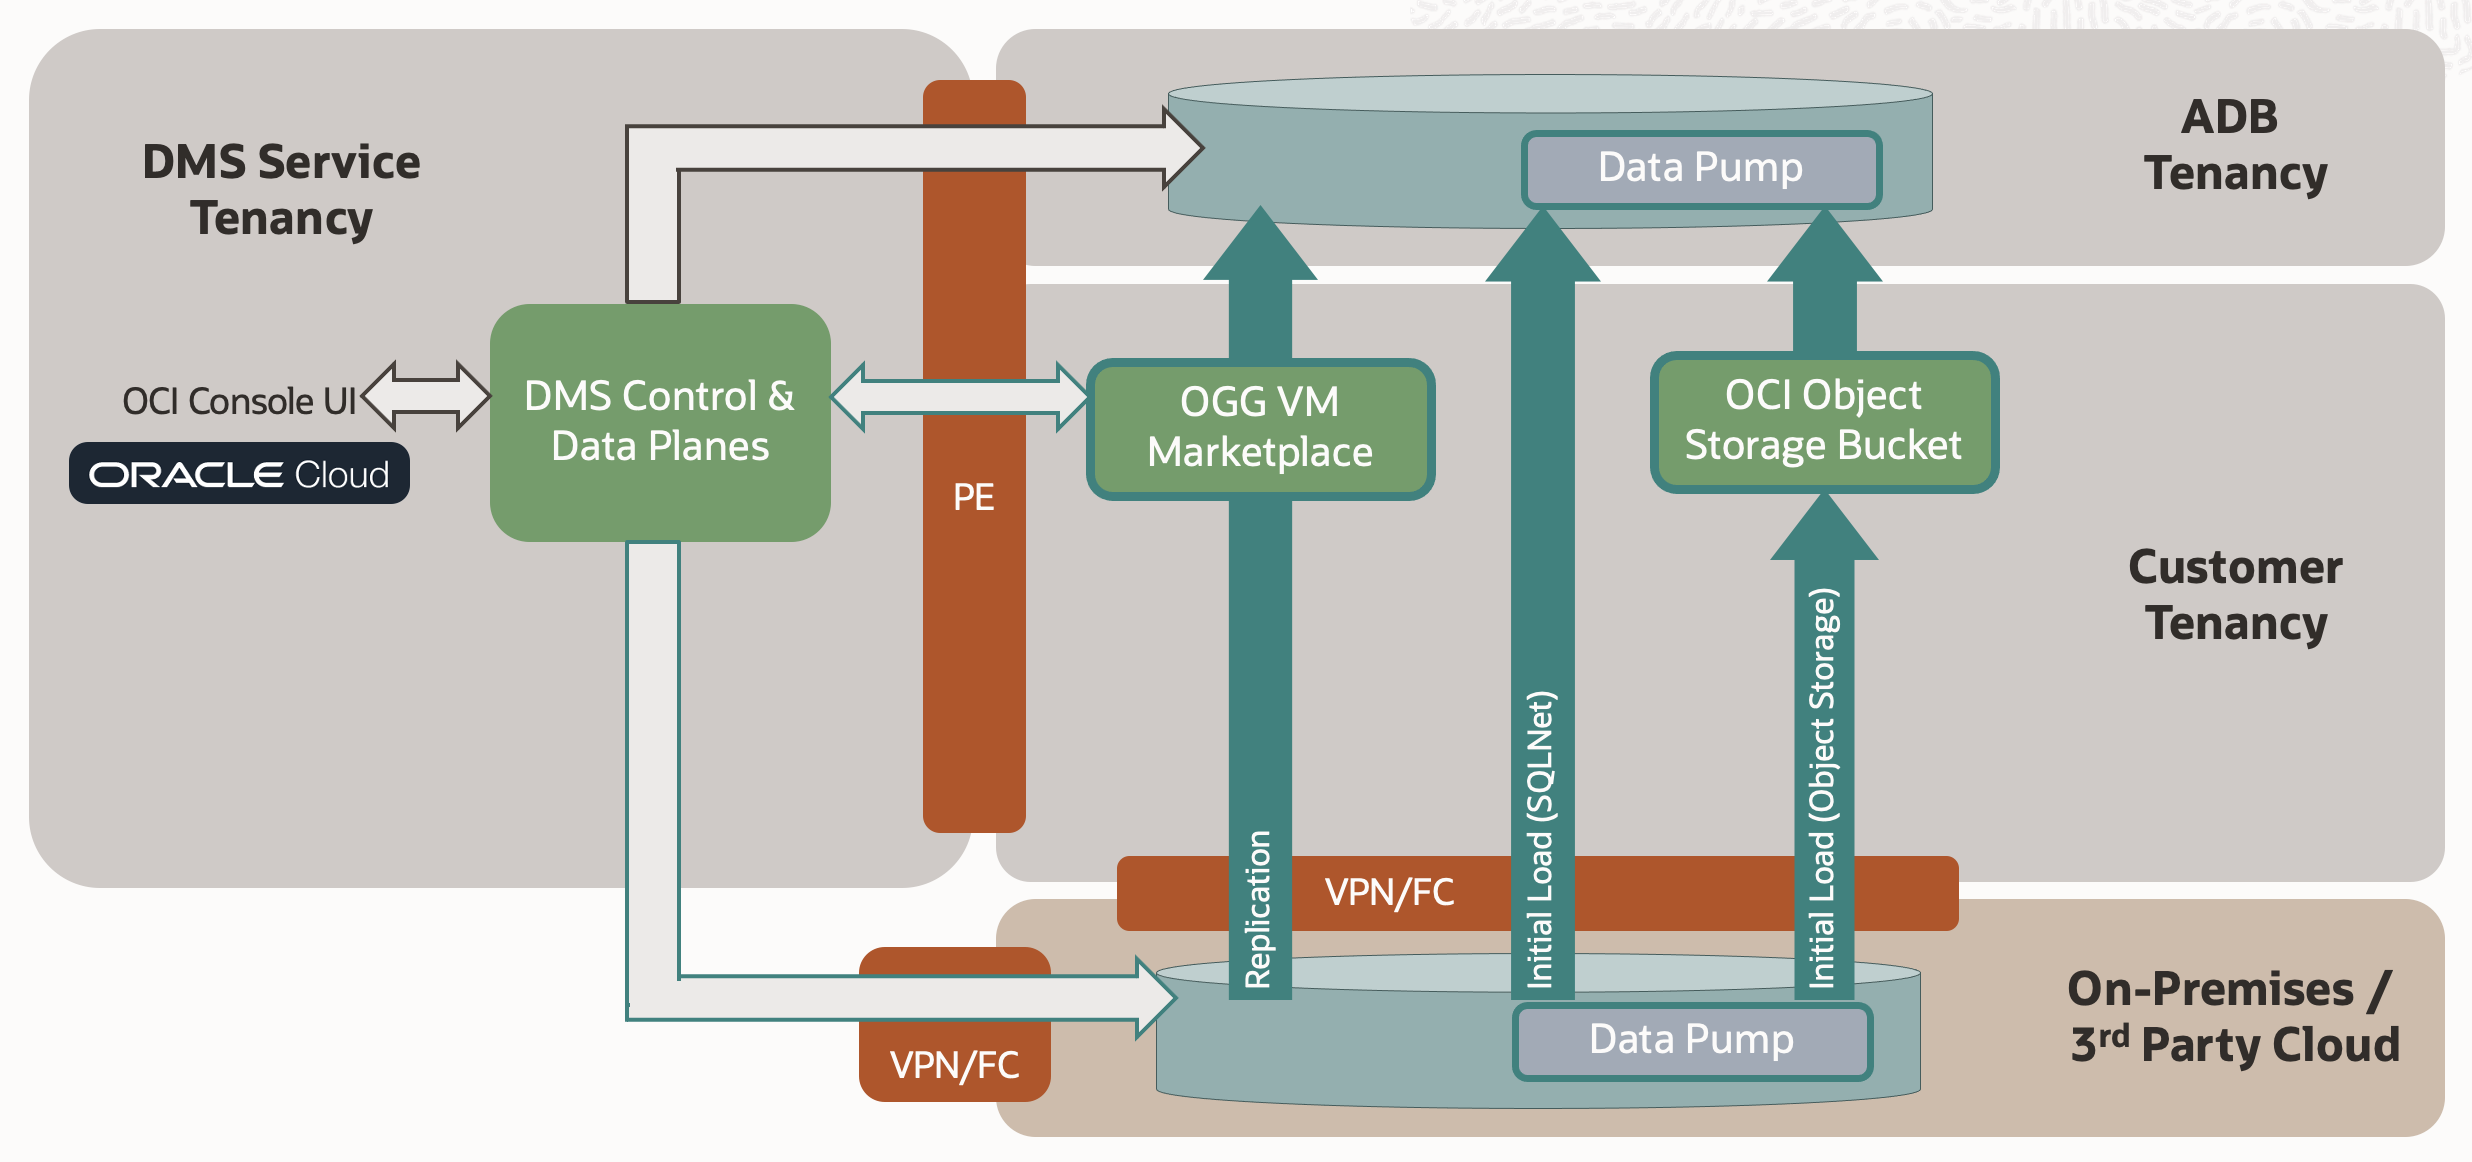 DMS Service
Tenancy
ADB
Tenancy
Data Pump
OCI Console UI
ORACLE Cloud
DMS Control &
Data Planes
PE
OGG VM
Marketplace
OCI Object
Storage Bucket
Customer
Tenancy
Replication
Initial Load (SQLNet)
Initial Load (Object Storage)
VPN/FC
VPN/FC
Data Pump
On-Premises /
3rd Party Cloud